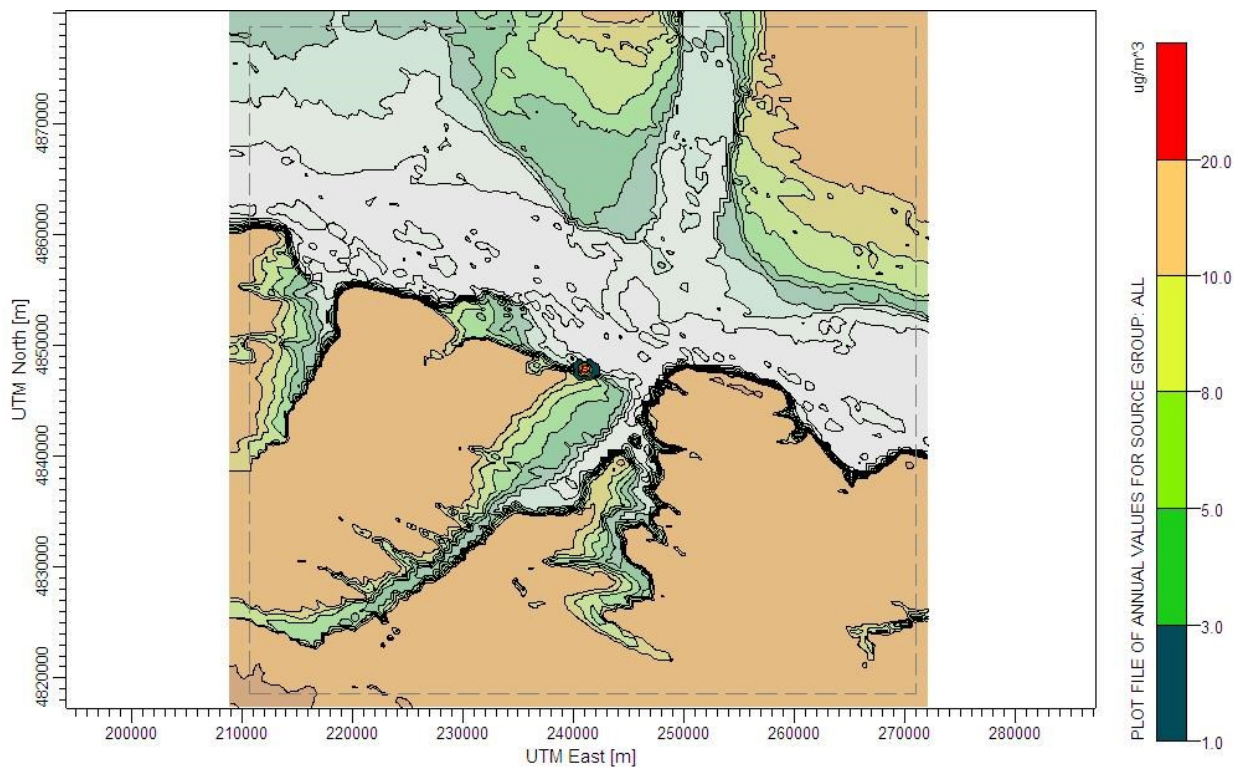 ug/m^3
20.0
10.0
8.0
5.0
3.0
1.0
PLOT FILE OF ANNUAL VALUES FOR SOURCE GROUP: ALL
UTM North [m]
4870000
4860000
4850000
4840000
4830000
4820000
200000 210000 220000 230000 240000 250000 260000 270000 280000
UTM East [m]